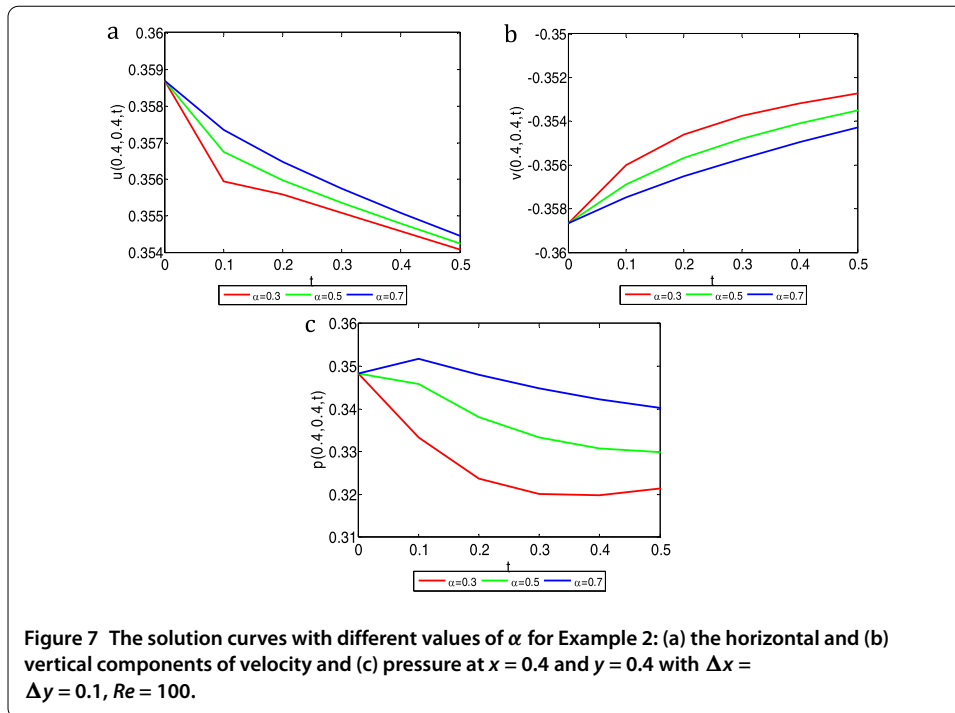 a
0.36
0.359
0.358
0.357
0.356
0.355
0.354
u(0.4,0.4,t)
0 0.1 0.2 0.3 0.4 0.5
t
α=0.3 α=0.5 α=0.7
b
-0.35
-0.352
-0.354
-0.356
-0.358
-0.36
v(0.4,0.4,t)
0 0.1 0.2 0.3 0.4 0.5
t
α=0.3 α=0.5 α=0.7
c
0.36
0.35
0.34
0.33
0.32
0.31
p(0.4,0.4,t)
0 0.1 0.2 0.3 0.4 0.5
t
α=0.3 α=0.5 α=0.7
Figure 7 The solution curves with different values of α for Example 2: (a) the horizontal and (b)
vertical components of velocity and (c) pressure at x = 0.4 and y = 0.4 with Δx =
Δy = 0.1, Re = 100.